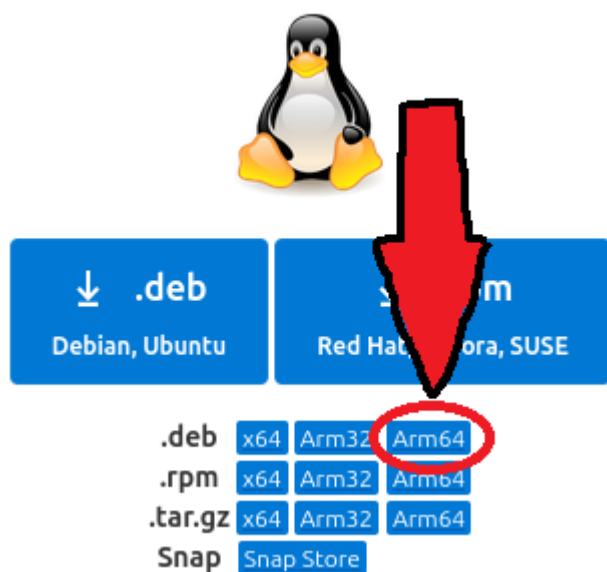 .deb
Debian, Ubuntu
m
Red Hat, ora, SUSE
.deb x64 Arm32 Arm64
.rpm x64 Arm32 Arm64
.tar.gz x64 Arm32 Arm64
Snap Snap Store